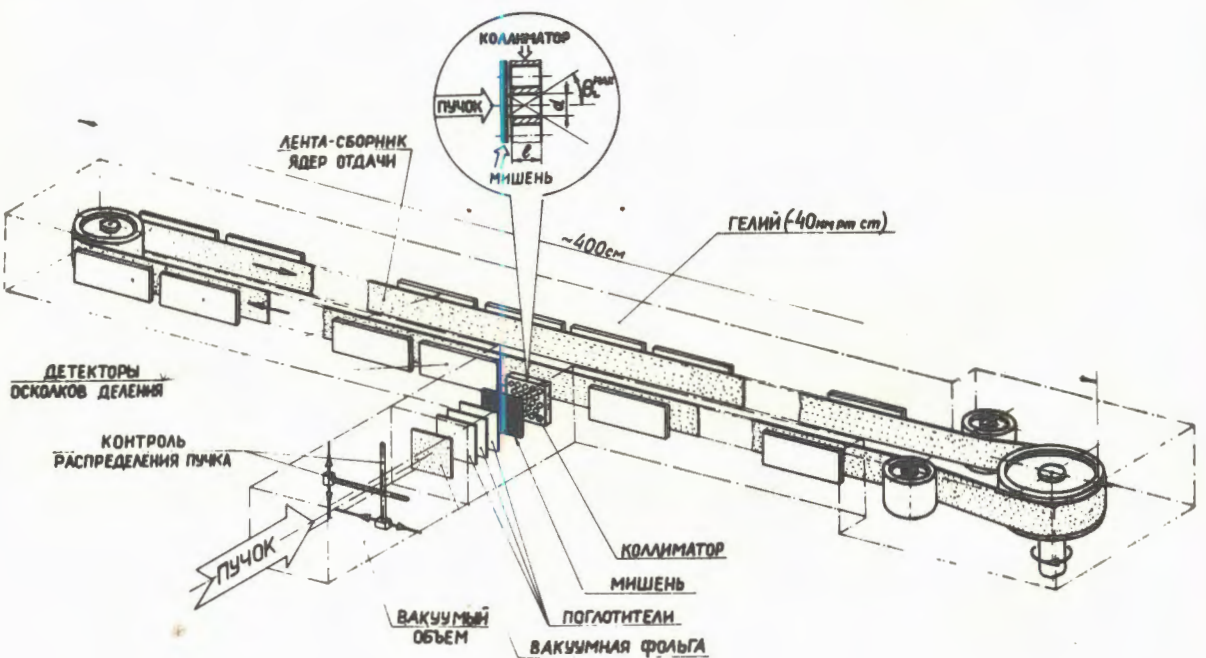 КОЛЛИМАТОР
ПУЧОК
d
l
МИШЕНЬ
ЛЕНТА-СБОРНИК
ЯДЕР ОТДАЧИ
ГЕЛИЙ (~40мм рт ст)
~400см
ДЕТЕКТОРЫ
ОСКОЛКОВ ДЕЛЕНИЯ
КОНТРОЛЬ
РАСПРЕДЕЛЕНИЯ ПУЧКА
ПУЧОК
КОЛЛИМАТОР
МИШЕНЬ
ПОГЛОТИТЕЛИ
ВАКУУМНАЯ ФОЛЬГА
ВАКУУМЫЙ
ОБЪЕМ